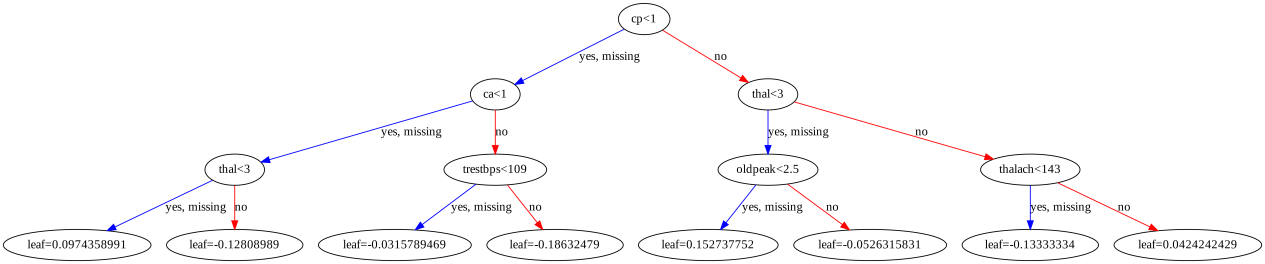 cp<1
yes, missing
no
ca<1
thal<3
yes, missing
no
yes, missing
no
thal<3
trestbps<109
oldpeak<2.5
thalach<143
yes, missing
no
yes, missing
no
yes, missing
no
yes, missing
no
leaf=0.0974358991
leaf=-0.12808989
leaf=-0.0315789469
leaf=-0.18632479
leaf=0.152737752
leaf=-0.0526315831
leaf=-0.13333334
leaf=0.0424242429